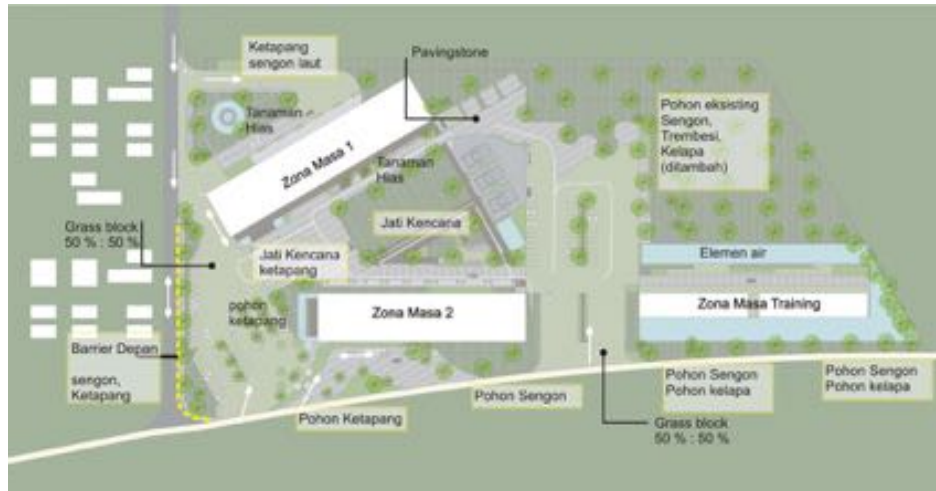 Ketapang
sengon laut
Pavingstone
Tanaman
Hias
Pohon eksisting
Sengon,
Trembesi,
Kelapa
(ditambah)
Zona Masa 1
Tanaman
Hias
Jati Kencana
Grass block
50 % : 50 %
Jati Kencana
ketapang
Elemen air
pohon
ketapang
Zona Masa 2
Zona Masa Training
Barrier Depan
sengon,
Ketapang
Pohon Sengon
Pohon Sengon
Pohon kelapa
Pohon Sengon
Pohon kelapa
Pohon Ketapang
Grass block
50 % : 50 %